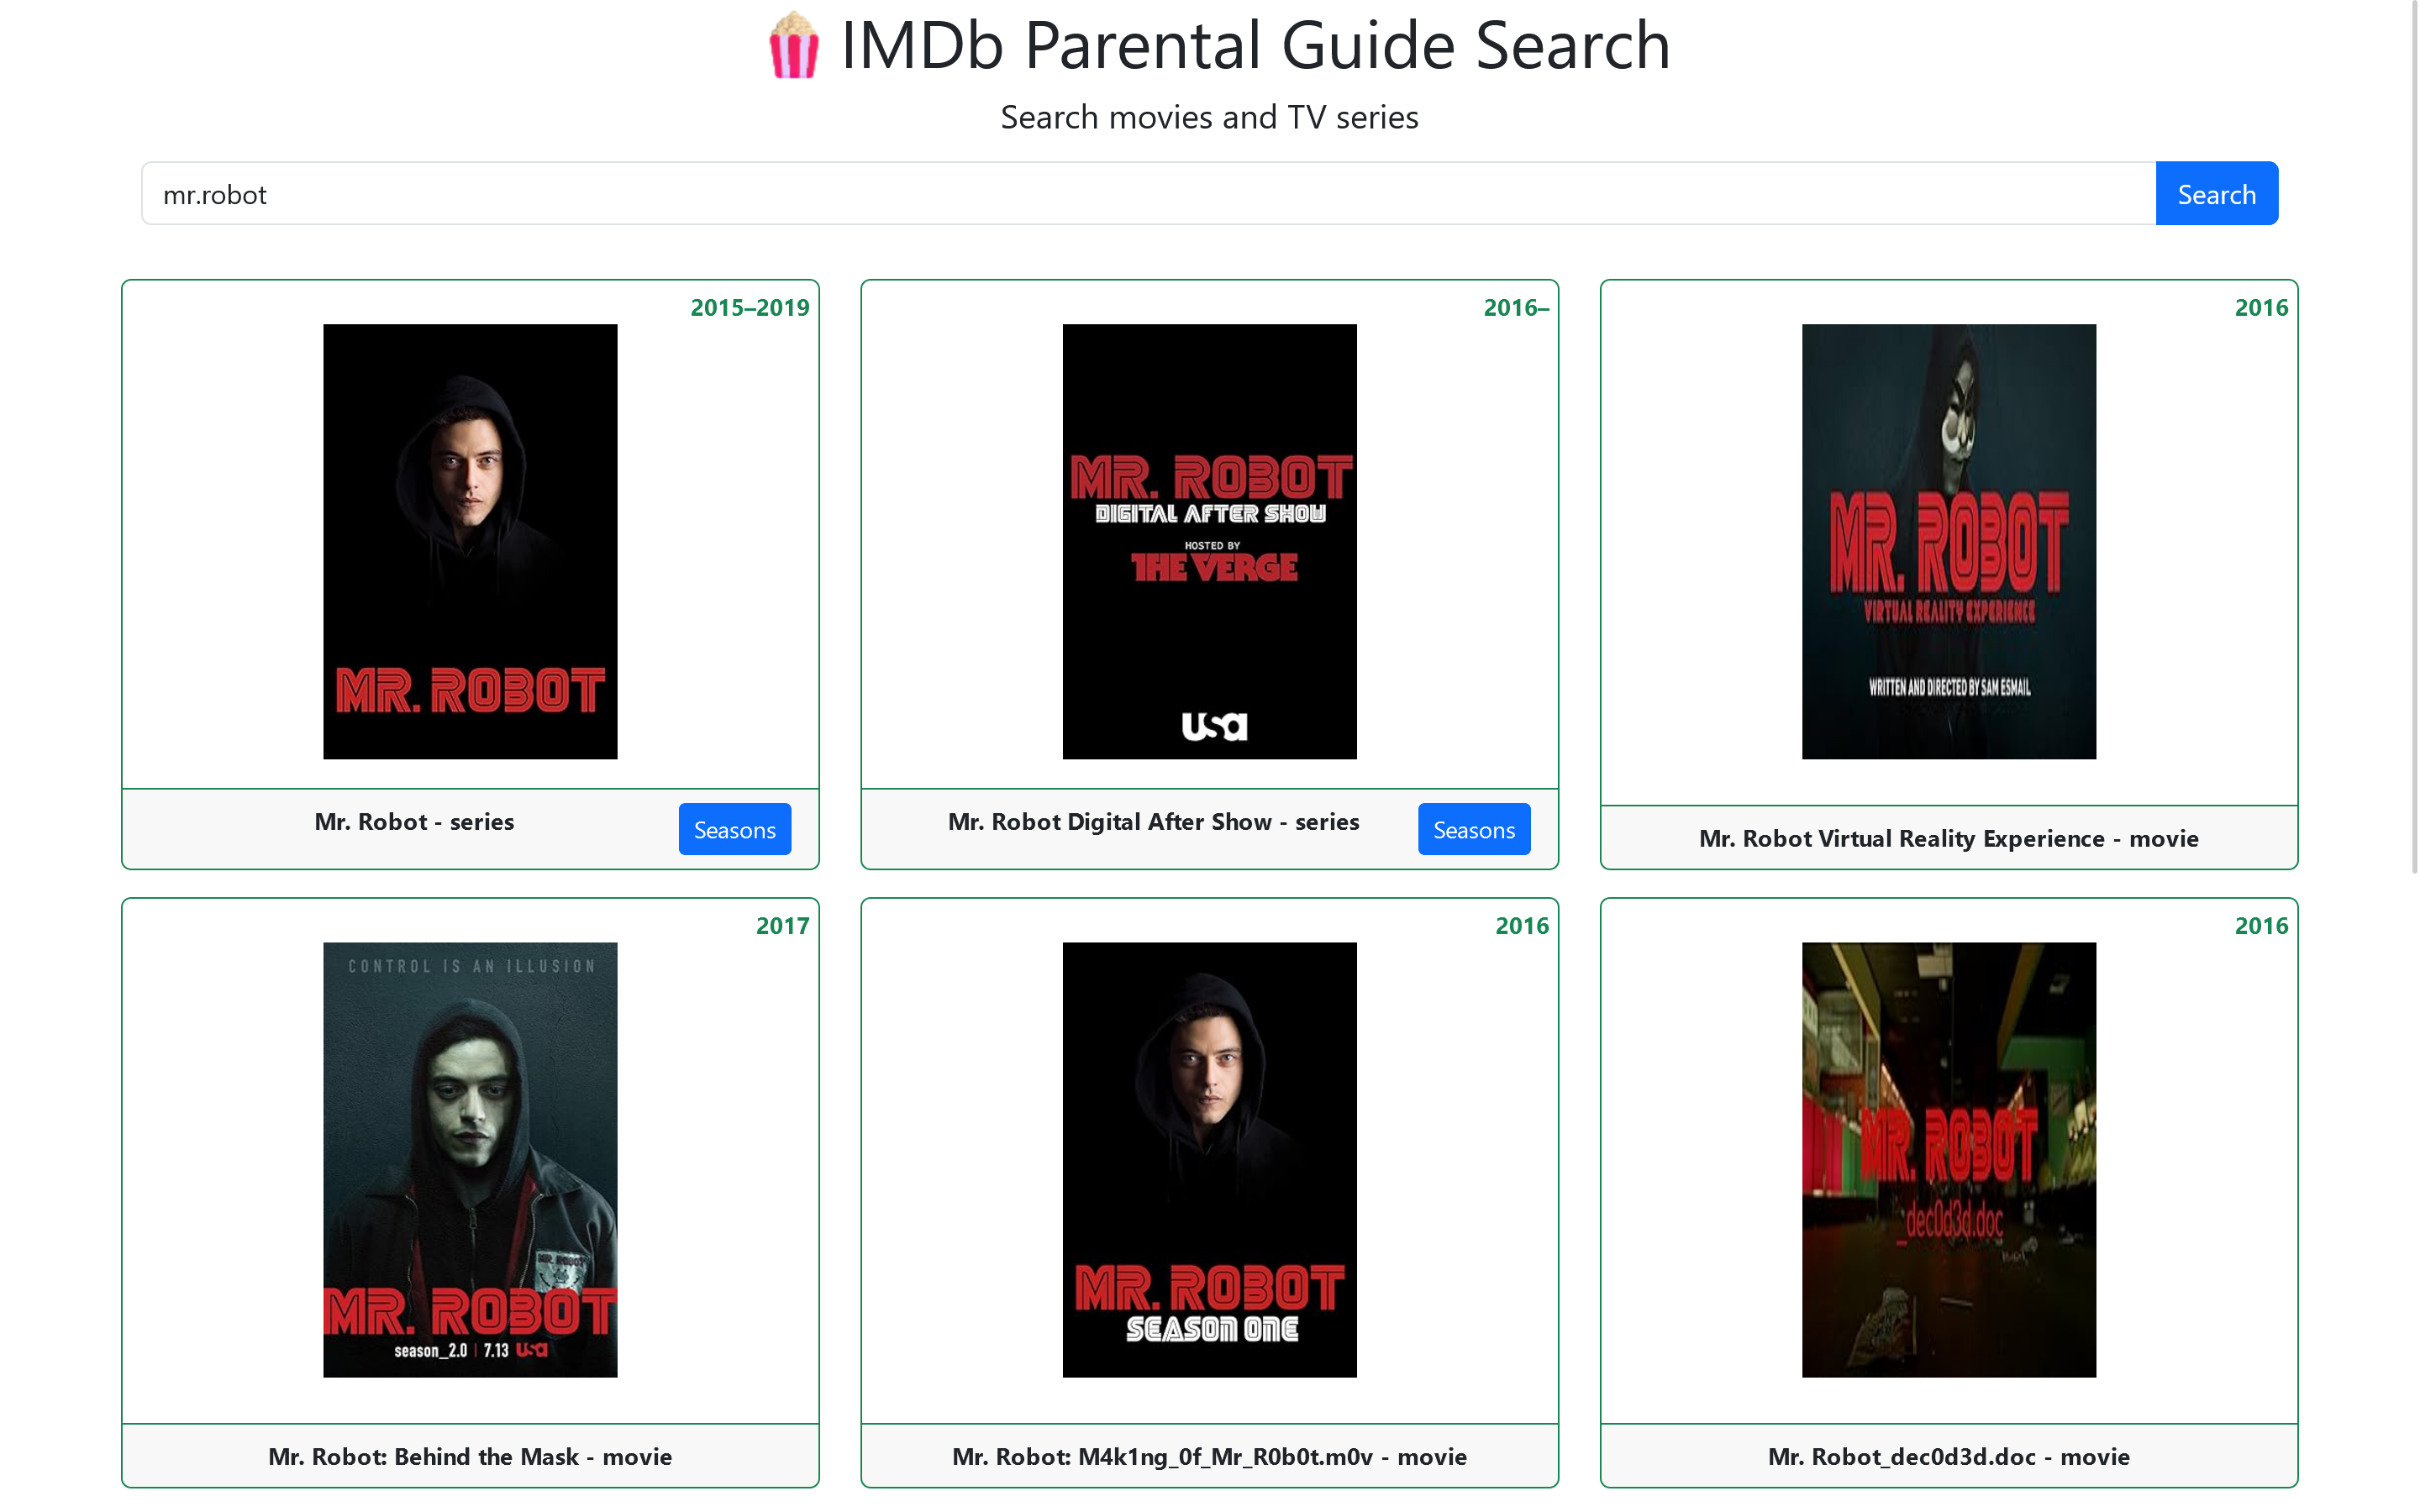 IMDb Parental Guide Search
Search movies and TV series
mr.robot
Search
2015–2019
MR. ROBOT
Mr. Robot - series
Seasons
2016–
MR. ROBOT
DIGITAL AFTER SHOW
HOSTED BY
THE VERGE
usa
Mr. Robot Digital After Show - series
Seasons
2016
MR. ROBOT
VIRTUAL REALITY EXPERIENCE
WRITTEN AND DIRECTED BY SAM ESMAIL
Mr. Robot Virtual Reality Experience - movie
2017
CONTROL IS AN ILLUSION
MR. ROBOT
MR. ROBOT
season_2.0 | 7.13 usa
Mr. Robot: Behind the Mask - movie
2016
MR. ROBOT
SEASON ONE
Mr. Robot: M4k1ng_0f_Mr_R0b0t.m0v - movie
2016
MR. ROBOT
_dec0d3d.doc
Mr. Robot_dec0d3d.doc - movie